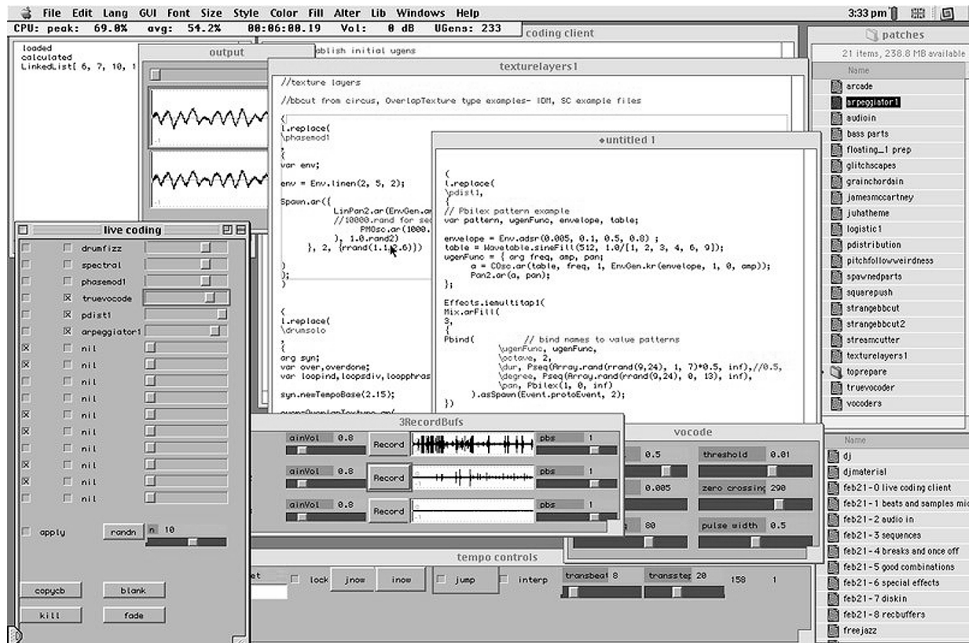 File Edit Lang GUI Font Size Style Color Fill Alter Lib Windows Help
3:33 pm
CPU: peak: 69.0% avg: 54.2% 00:06:00.19 Vol: 0 dB UGens: 233
coding client
patches
loaded
calculated
LinkedList[ 6, 7, 10, 1
output
ablish initial ugens
21 items, 238.8 MB available
Name
arcade
arpeggiator1
audioin
bass parts
floating_1 prep
glitchscapes
grainchordain
jamesmccartney
juhatheme
logistic1
pdistribution
pitchfollowweirdness
spawnedparts
squarepush
strangebbcut
strangebbcut2
streamcutter
texturelayers1
toprepare
truevocoder
vocoders
texturelayers1
//texture layers
//bbcut from circus, OverlapTexture type examples- IDM, SC example files
(
l.replace(
\phasemod1
,
{
var env;
env = Env.linen(2, 5, 2);
Spawn.ar({
LinPan2.ar(EnvGen.ar
//10000.rand for sec
PMOsc.ar(1000.
), 1.0.rand2)
}, 2, {rrand(1.1,2.6)})
)
};
)
(
l.replace(
\drumsolo
,
{
arg syn;
var over,overdone;
var loopind,loopsdiv,loopphras
syn.newTempoBase(2.15);
over=OverlapTexture.ar(
untitled 1
(
l.replace(
\pdist1,
{
// Pbilex pattern example
var pattern, ugenFunc, envelope, table;
envelope = Env.adsr(0.005, 0.1, 0.5, 0.8) ;
table = Wavetable.sineFill(512, 1.0/[1, 2, 3, 4, 6, 9]);
ugenFunc = { arg freq, amp, pan;
a = COsc.ar(table, freq, 1, EnvGen.kr(envelope, 1, 0, amp));
Pan2.ar(a, pan);
};
Effects.iemultitap1(
Mix.arFill(
3,
{
Pbind( // bind names to value patterns
\ugenFunc, ugenFunc,
\octave, 2,
\dur, Pseq(Array.rand(rrand(9,24), 1, 7)*0.5, inf),//0.5,
\degree, Pseq(Array.rand(rrand(9,24), 0, 13), inf),
\pan, Pbilex(1, 0, inf)
).asSpawn(Event.protoEvent, 2);
})
live coding
drumfizz
spectral
phasemod1
truevocode
pdist1
arpeggiator1
nil
nil
nil
nil
nil
nil
nil
nil
nil
nil
apply randn n 10
copycb blank
kill fade
3RecordBufs
ainVol 0.8 Record pbs 1
ainVol 0.8 Record pbs 1
ainVol 0.8 Record pbs 1
vocode
0.5 threshold 0.01
0.005 zero crossing 290
80 pulse width 0.5
tempo controls
et lock jnow inow jump interp transbeat 8 transstep 20 158 1
Name
dj
djmaterial
feb21-0 live coding client
feb21-1 beats and samples mic
feb21-2 audio in
feb21-3 sequences
feb21-4 breaks and once off
feb21-5 good combinations
feb21-6 special effects
feb21-7 diskin
feb21-8 recbuffers
freejazz